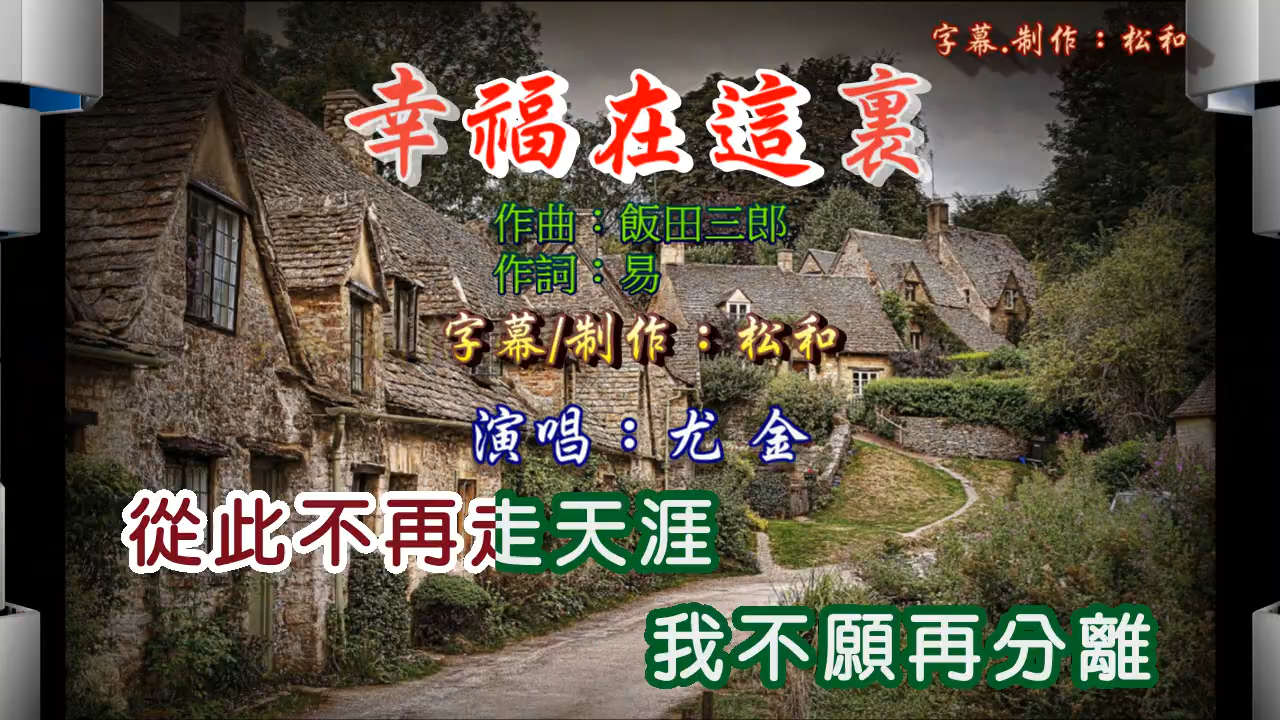 字幕.制作：松和
幸福在這裏
作曲：飯田三郎
作詞：易
字幕/制作：松和
演唱：尤 金
從此不再走天涯
我不願再分離